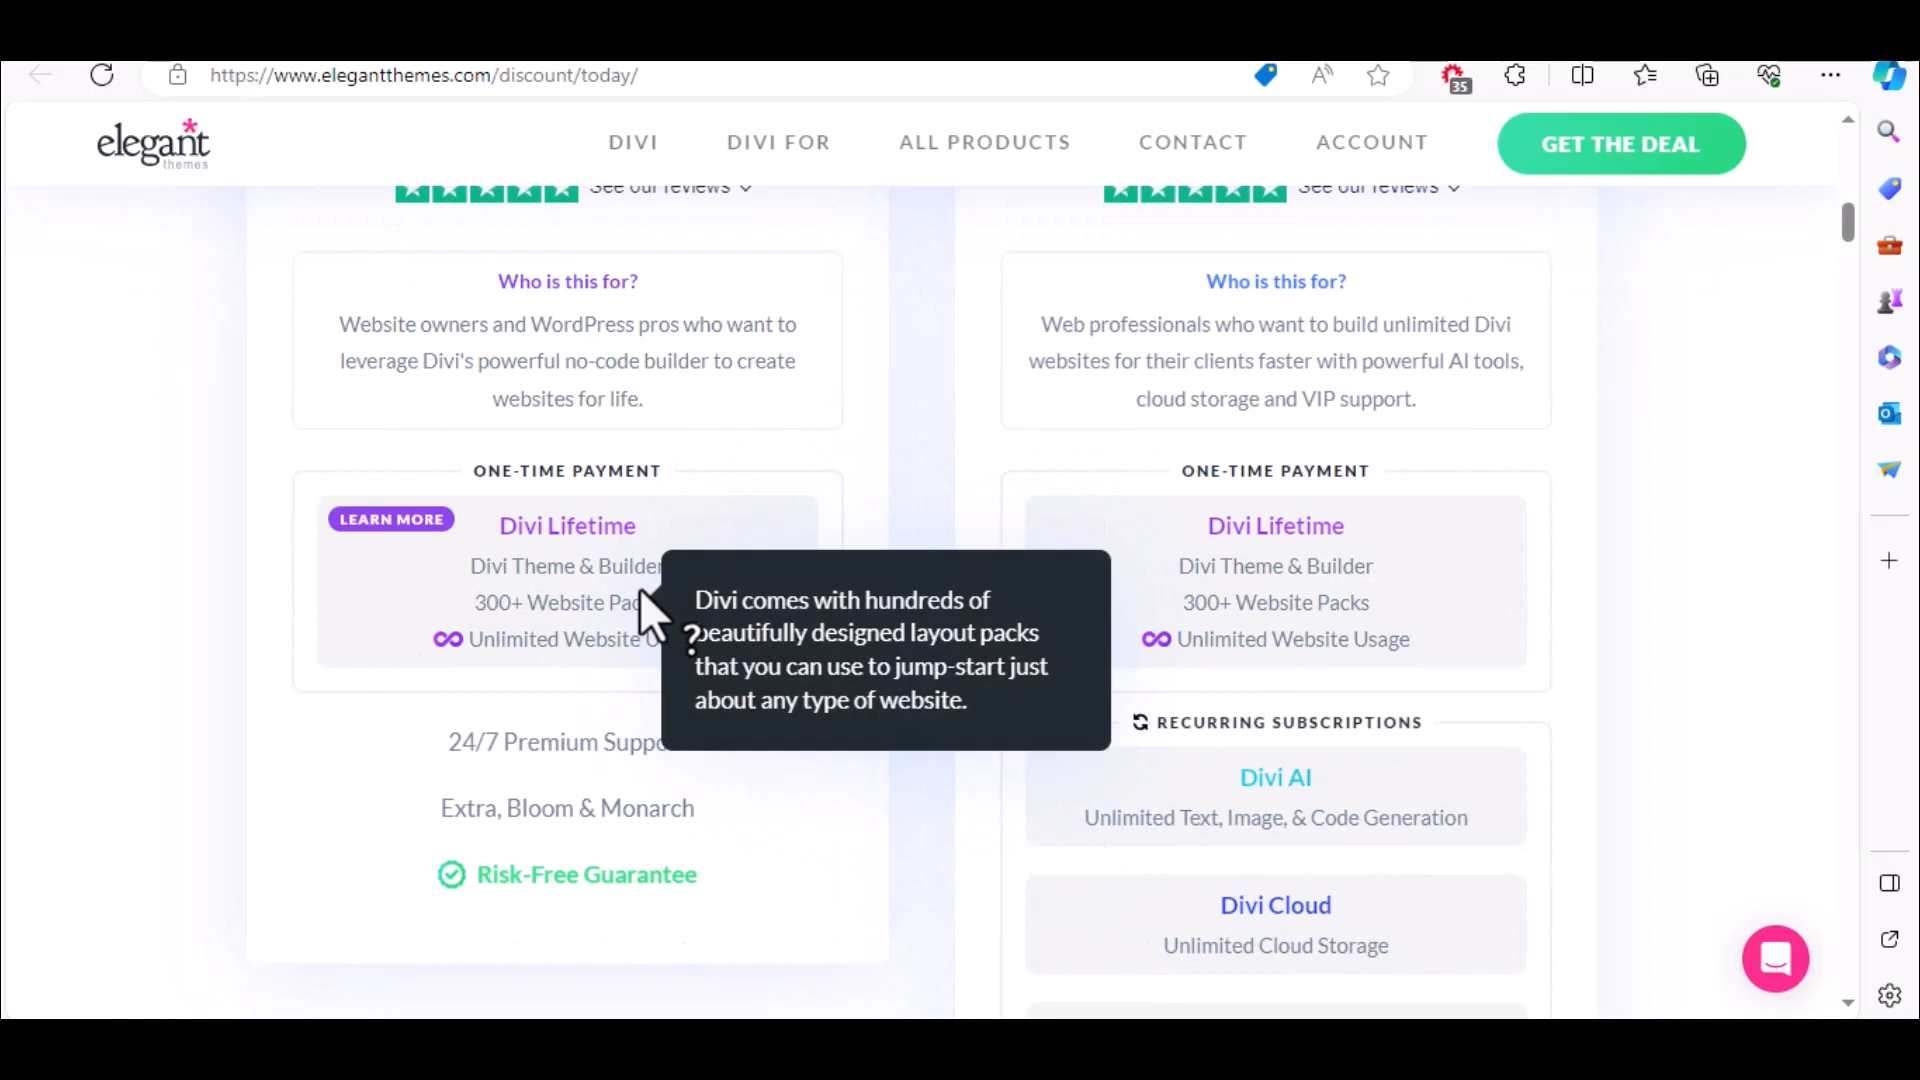 https://www.elegantthemes.com/discount/today/
35
elegant
themes
DIVI
DIVI FOR
ALL PRODUCTS
CONTACT
ACCOUNT
GET THE DEAL
See our reviews
See our reviews
Who is this for?
Website owners and WordPress pros who want to
leverage Divi's powerful no-code builder to create
websites for life.
Who is this for?
Web professionals who want to build unlimited Divi
websites for their clients faster with powerful AI tools,
cloud storage and VIP support.
ONE-TIME PAYMENT
LEARN MORE
Divi Lifetime
Divi Theme & Builder
300+ Website
Unlimited Website
Divi comes with hundreds of
beautifully designed layout packs
that you can use to jump-start just
about any type of website.
24/7 Premium
Extra, Bloom & Monarch
Risk-Free Guarantee
ONE-TIME PAYMENT
Divi Lifetime
Divi Theme & Builder
300+ Website Packs
Unlimited Website Usage
RECURRING SUBSCRIPTIONS
Divi AI
Unlimited Text, Image, & Code Generation
Divi Cloud
Unlimited Cloud Storage